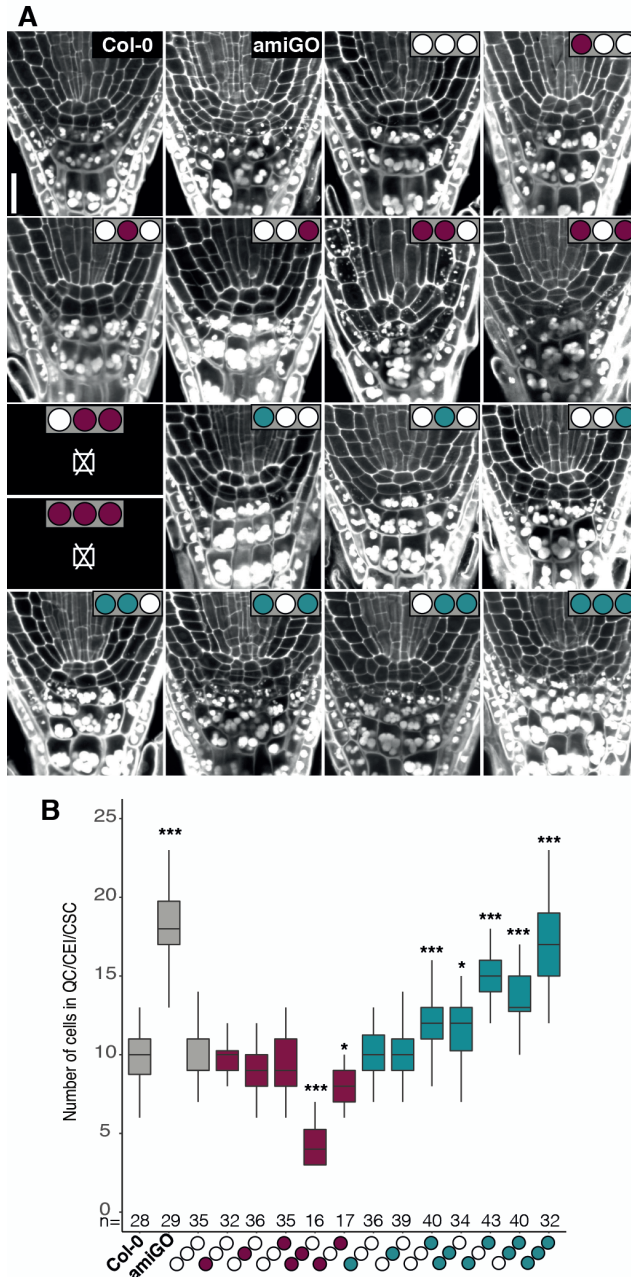 A
Col-0
amiGO
B
Number of cells in QC/CEI/CSC
25
20
15
10
5
0
***
***
*
***
*
***
***
***
n= 28 29 35 32 36 35 16 17 36 39 40 34 43 40 32
Col-0
amiGO